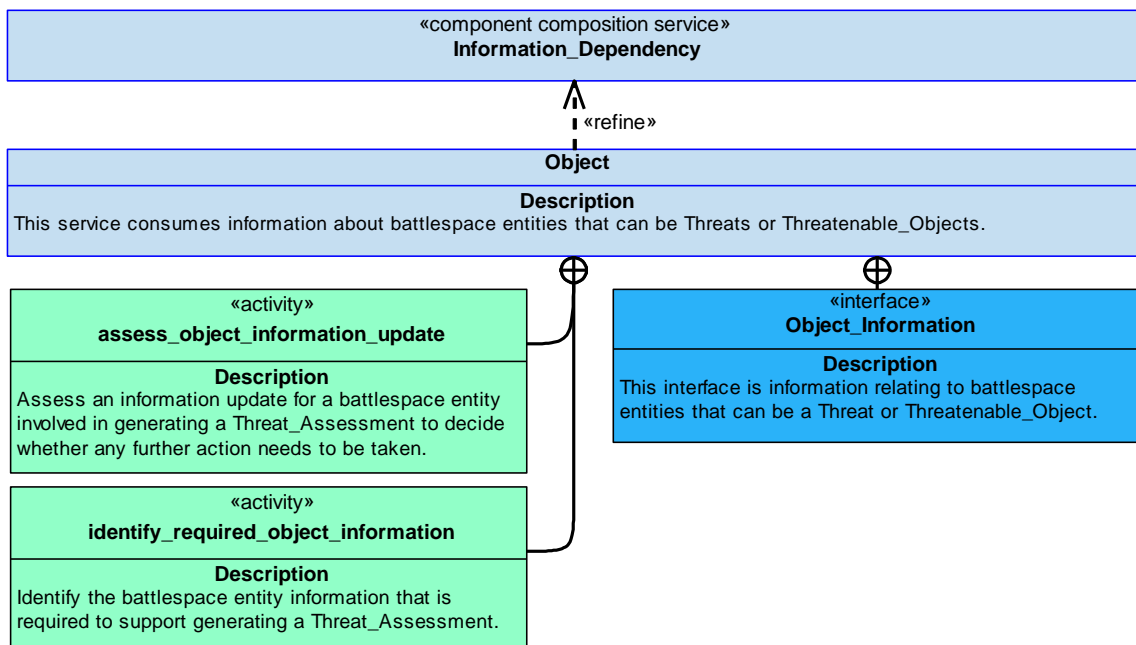 «component composition service»
Information_Dependency
«refine»
Object
Description
This service consumes information about battlespace entities that can be Threats or Threatenable_Objects.
«activity»
assess_object_information_update
Description
Assess an information update for a battlespace entity
involved in generating a Threat_Assessment to decide
whether any further action needs to be taken.
«interface»
Object_Information
Description
This interface is information relating to battlespace
entities that can be a Threat or Threatenable_Object.
«activity»
identify_required_object_information
Description
Identify the battlespace entity information that is
required to support generating a Threat_Assessment.